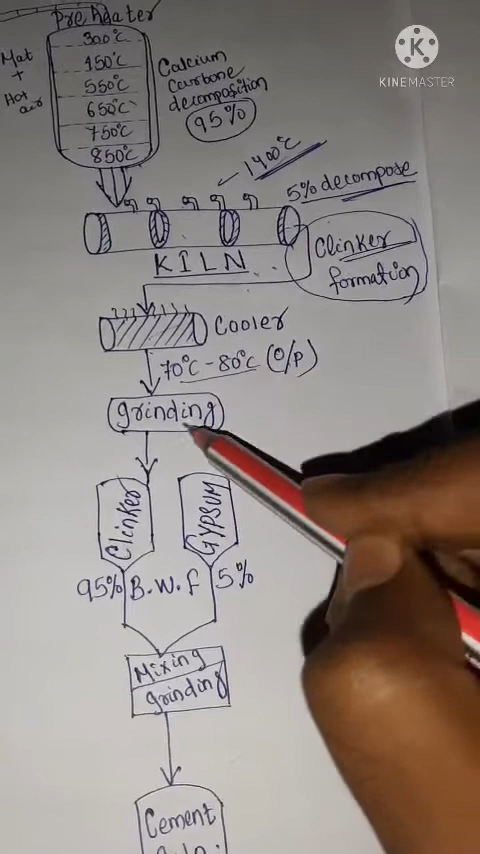 Pre heater
300°C
450°C
550°C
650°C
750°C
850°C
Mat
+
Hot
air
Calcium
Carbone
decomposition
95%
1400°C
5% decompose
KILN
Clinker
formation
Cooler
70°C-80°C (O/P)
Grinding
Clinker
Gypsum
95% B.W.F 5%
Mixing
Grinding
Cement
K
KINEMASTER